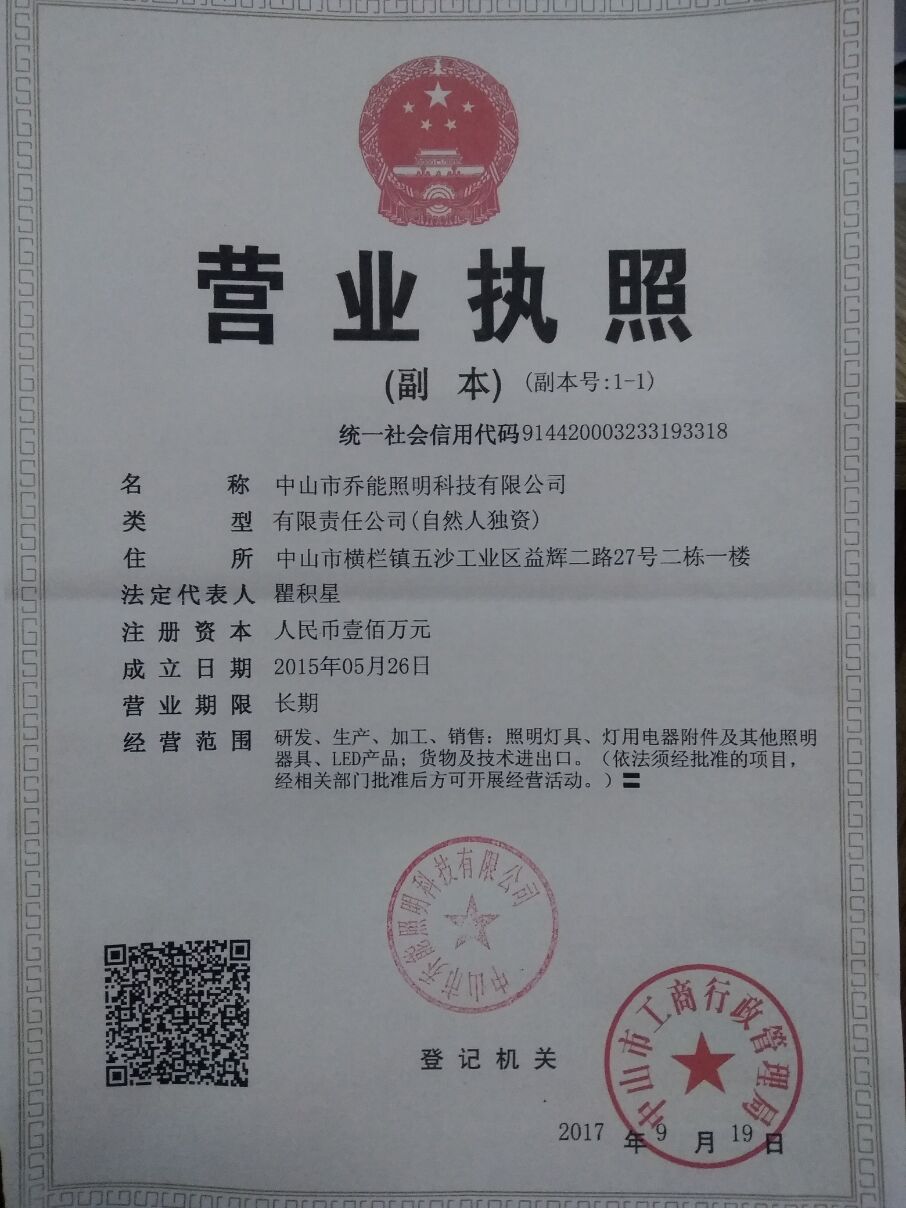 营业执照
(副 本) (副本号:1-1)
统一社会信用代码914420003233193318
名 称 中山市乔能照明科技有限公司
类 型 有限责任公司(自然人独资)
住 所 中山市横栏镇五沙工业区益辉二路27号二栋一楼
法定代表人 瞿积星
注册资本 人民币壹佰万元
成立日期 2015年05月26日
营业期限 长期
经营范围 研发、生产、加工、销售：照明灯具、灯用电器附件及其他照明
器具、LED产品；货物及技术进出口。（依法须经批准的项目，
经相关部门批准后方可开展经营活动。）〓
中山市乔能照明科技有限公司
登记机关
中山市工商行政管理局
2017 年 9 月 19 日